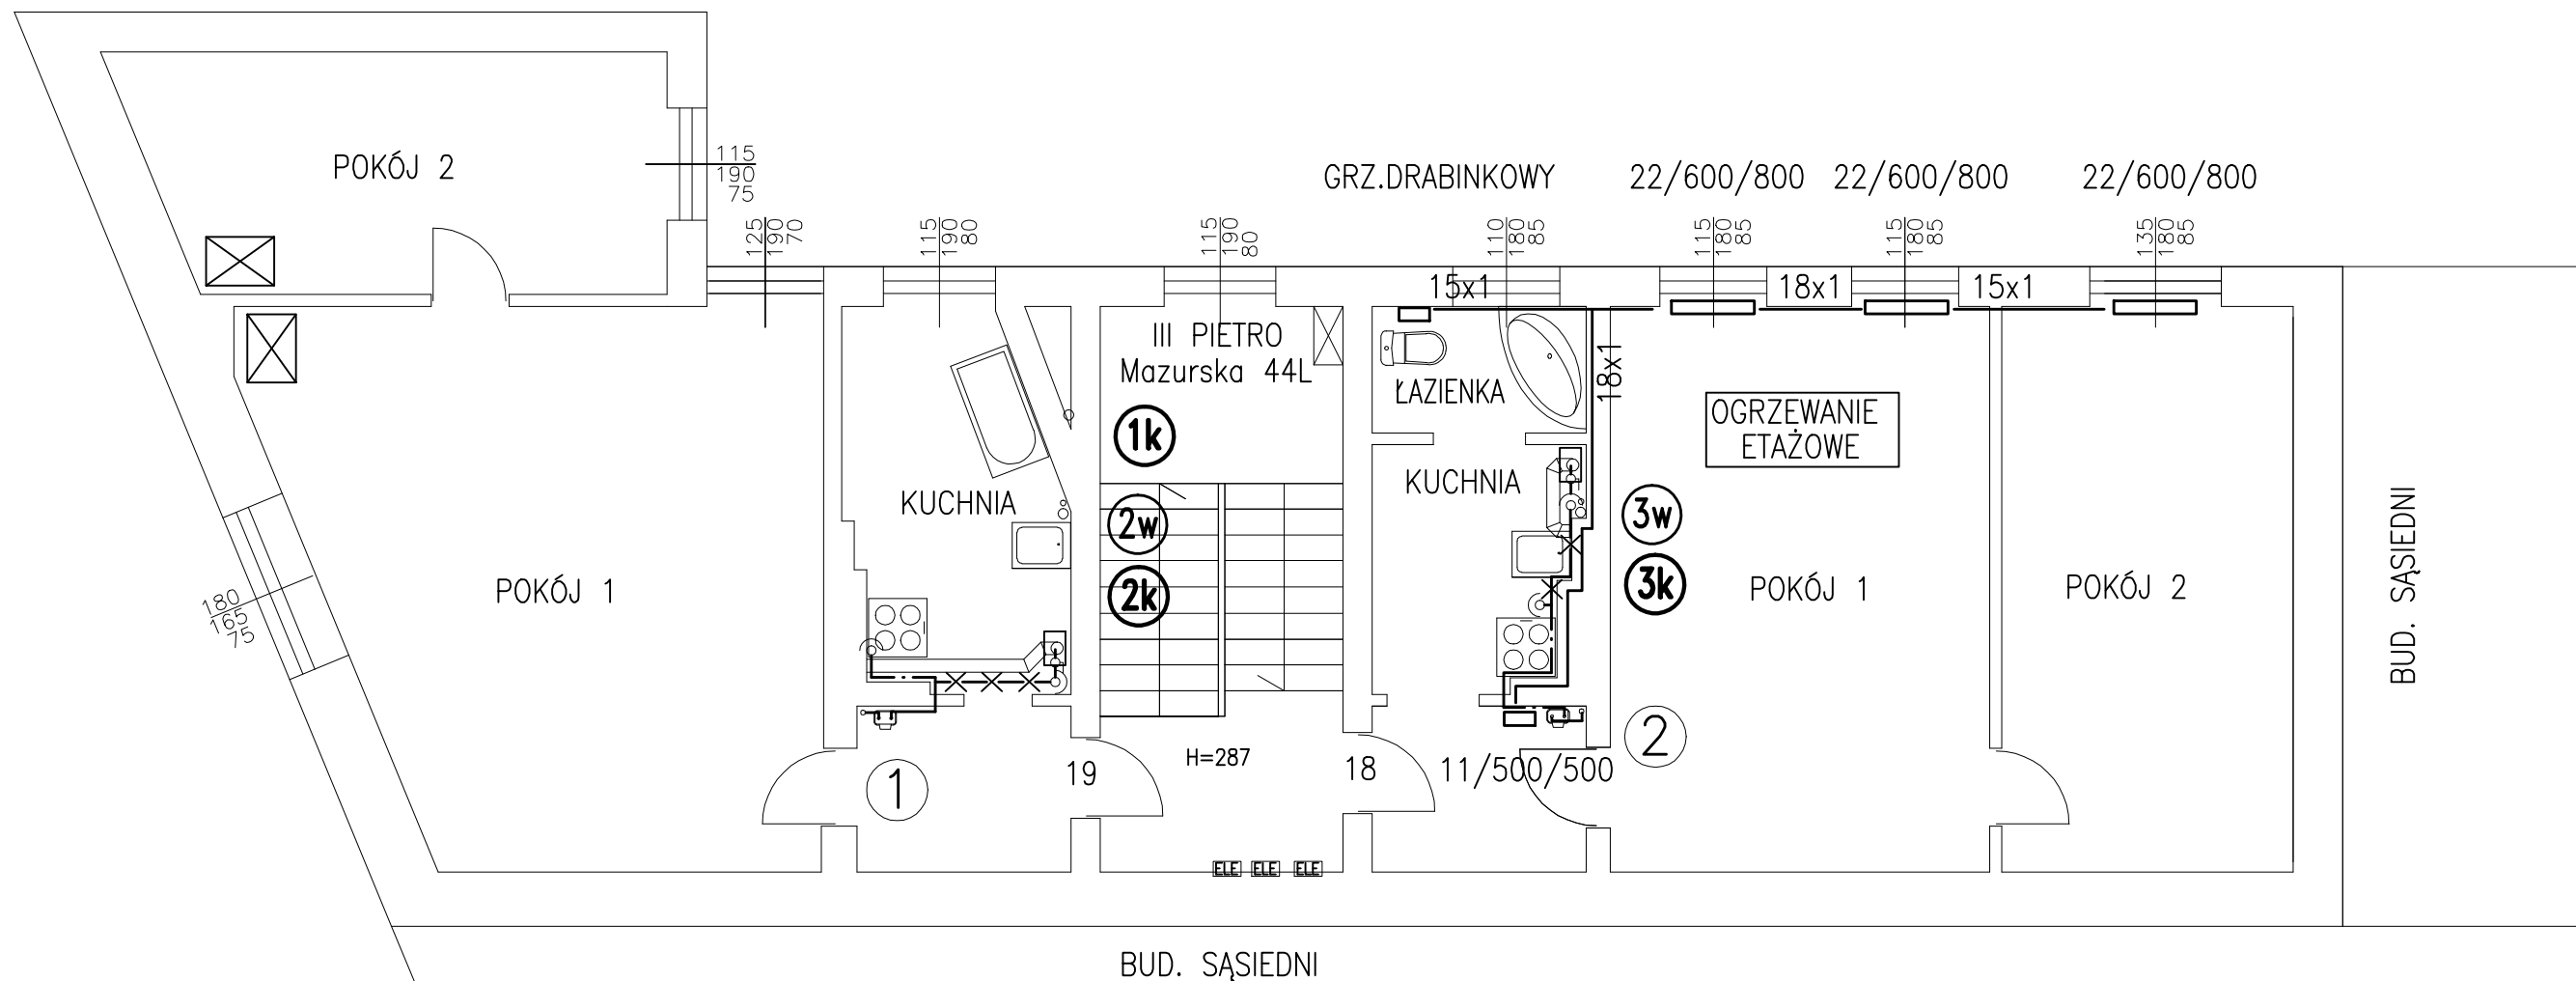 POKÓJ 2
115
190
75
GRZ.DRABINKOWY
22/600/800
22/600/800
22/600/800
125
190
70
115
190
80
115
190
80
110
180
85
115
180
85
115
180
85
135
180
85
15x1
18x1
15x1
III PIETRO
Mazurska 44L
ŁAZIENKA
18x1
OGRZEWANIE
ETAŻOWE
1k
KUCHNIA
KUCHNIA
2w
3w
2k
3k
POKÓJ 1
POKÓJ 1
POKÓJ 2
BUD. SĄSIEDNI
180
165
75
1
19
H=287
18
11/500/500
2
ELE
ELE
ELE
BUD. SĄSIEDNI